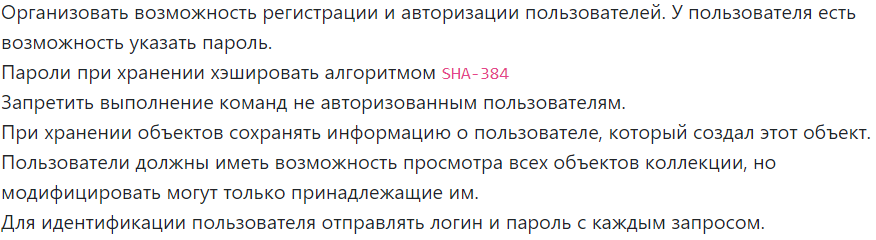 Организовать возможность регистрации и авторизации пользователей. У пользователя есть
возможность указать пароль.
Пароли при хранении хэшировать алгоритмом SHA-384
Запретить выполнение команд не авторизованным пользователям.
При хранении объектов сохранять информацию о пользователе, который создал этот объект.
Пользователи должны иметь возможность просмотра всех объектов коллекции, но
модифицировать могут только принадлежащие им.
Для идентификации пользователя отправлять логин и пароль с каждым запросом.